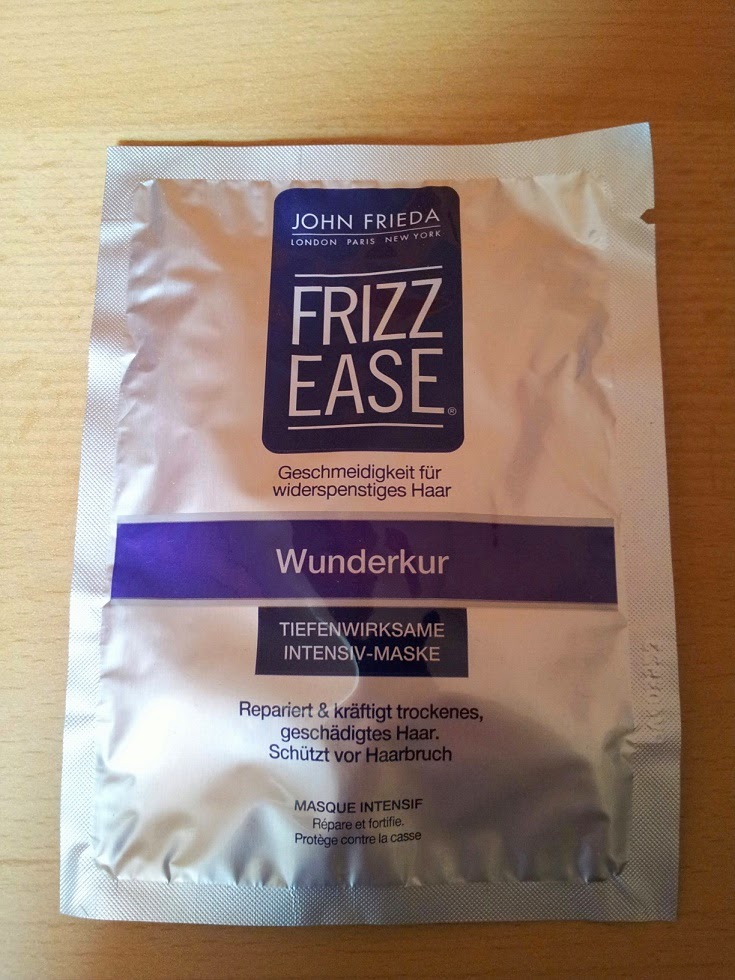 JOHN FRIEDA
LONDON PARIS NEW YORK
FRIZZ
EASE®
Geschmeidigkeit für
widerspenstiges Haar
Wunderkur
TIEFENWIRKSAME
INTENSIV-MASKE
Repariert & kräftigt trockenes,
geschädigtes Haar.
Schützt vor Haarbruch
MASQUE INTENSIF
Répare et fortifie.
Protège contre la casse